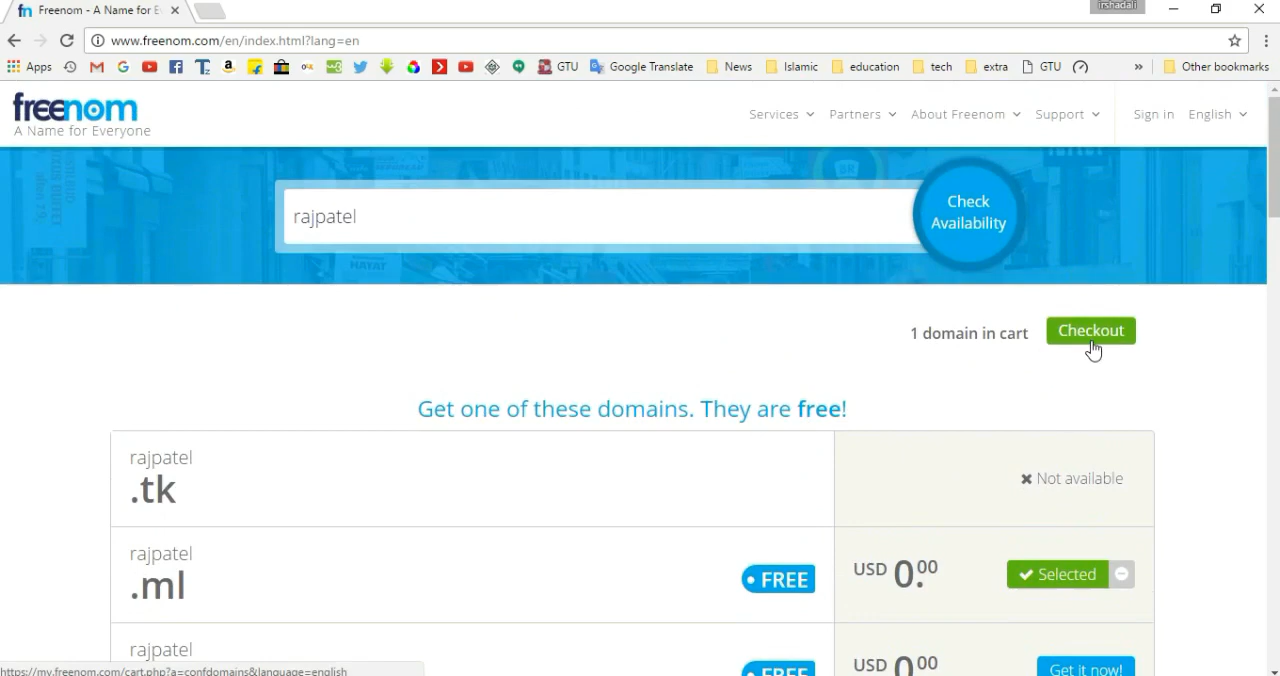 Freenom - A Name for E
irshadali
www.freenom.com/en/index.html?lang=en
Apps GTU Google Translate News Islamic education tech extra GTU » Other bookmarks
freenom
A Name for Everyone
Services Partners About Freenom Support Sign in English
HAYAT
rajpatel
Check
Availability
1 domain in cart Checkout
Get one of these domains. They are free!
rajpatel
.tk
Not available
rajpatel
.ml
FREE
USD 0.00
Selected
rajpatel
FREE
USD 0.00
Get it now!
https://my.freenom.com/cart.php?a=confdomains&language=english